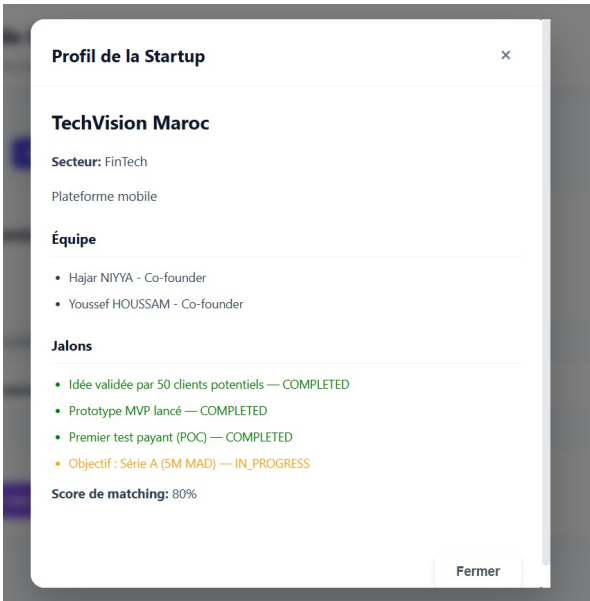 Profil de la Startup ×
TechVision Maroc
Secteur: FinTech
Plateforme mobile
Équipe
• Hajar NIYYA - Co-founder
• Youssef HOUSSAM - Co-founder
Jalons
• Idée validée par 50 clients potentiels — COMPLETED
• Prototype MVP lancé — COMPLETED
• Premier test payant (POC) — COMPLETED
• Objectif : Série A (5M MAD) — IN_PROGRESS
Score de matching: 80%
Fermer